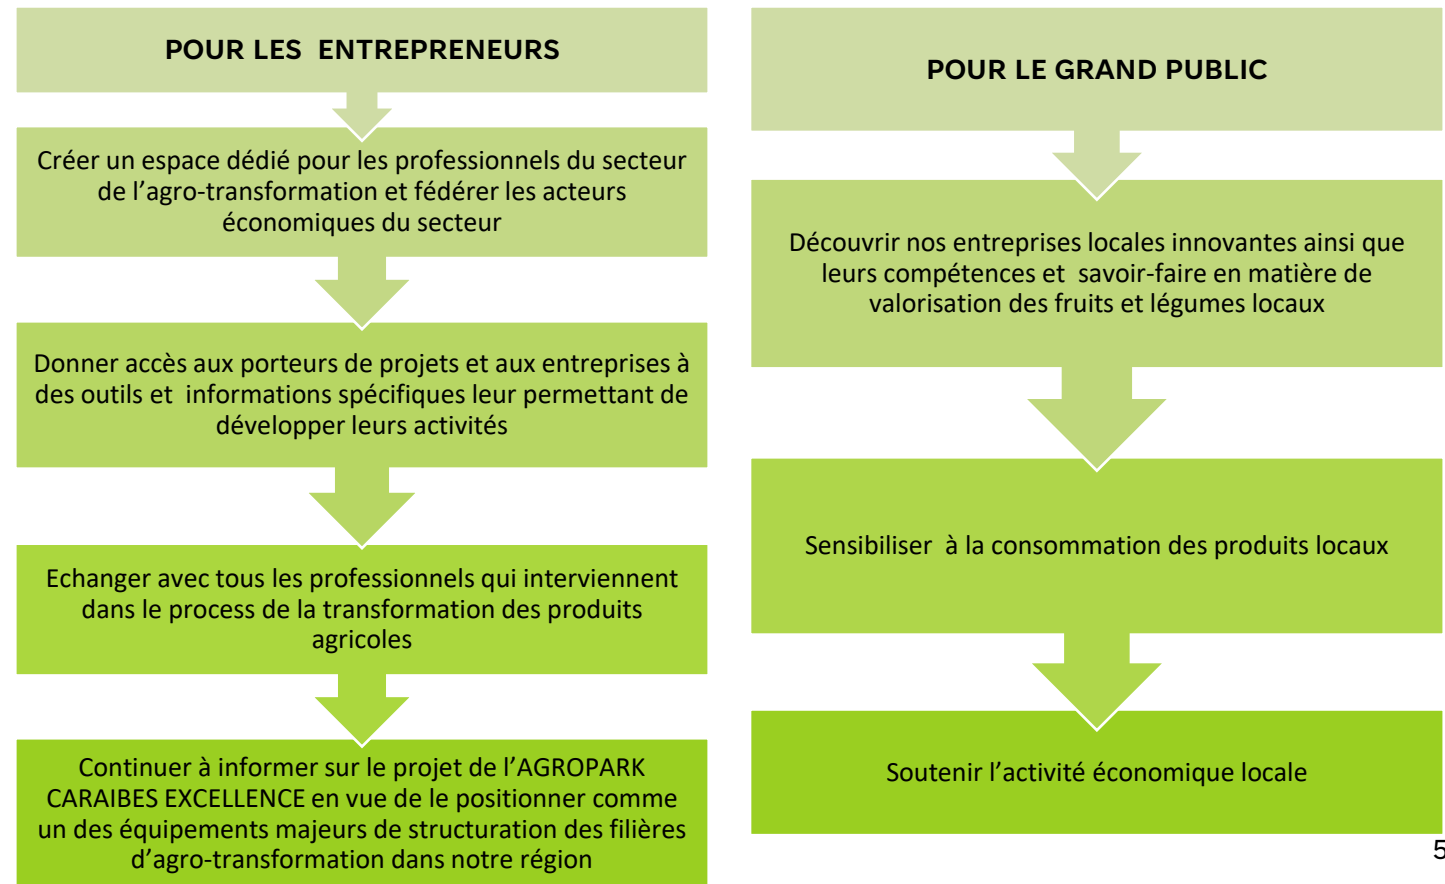 POUR LES ENTREPRENEURS
Créer un espace dédié pour les professionnels du secteur
de l’agro-transformation et fédérer les acteurs
économiques du secteur
Donner accès aux porteurs de projets et aux entreprises à
des outils et informations spécifiques leur permettant de
développer leurs activités
Echanger avec tous les professionnels qui interviennent
dans le process de la transformation des produits
agricoles
Continuer à informer sur le projet de l’AGROPARK
CARAIBES EXCELLENCE en vue de le positionner comme
un des équipements majeurs de structuration des filières
d’agro-transformation dans notre région
POUR LE GRAND PUBLIC
Découvrir nos entreprises locales innovantes ainsi que
leurs compétences et savoir-faire en matière de
valorisation des fruits et légumes locaux
Sensibiliser à la consommation des produits locaux
Soutenir l’activité économique locale
5